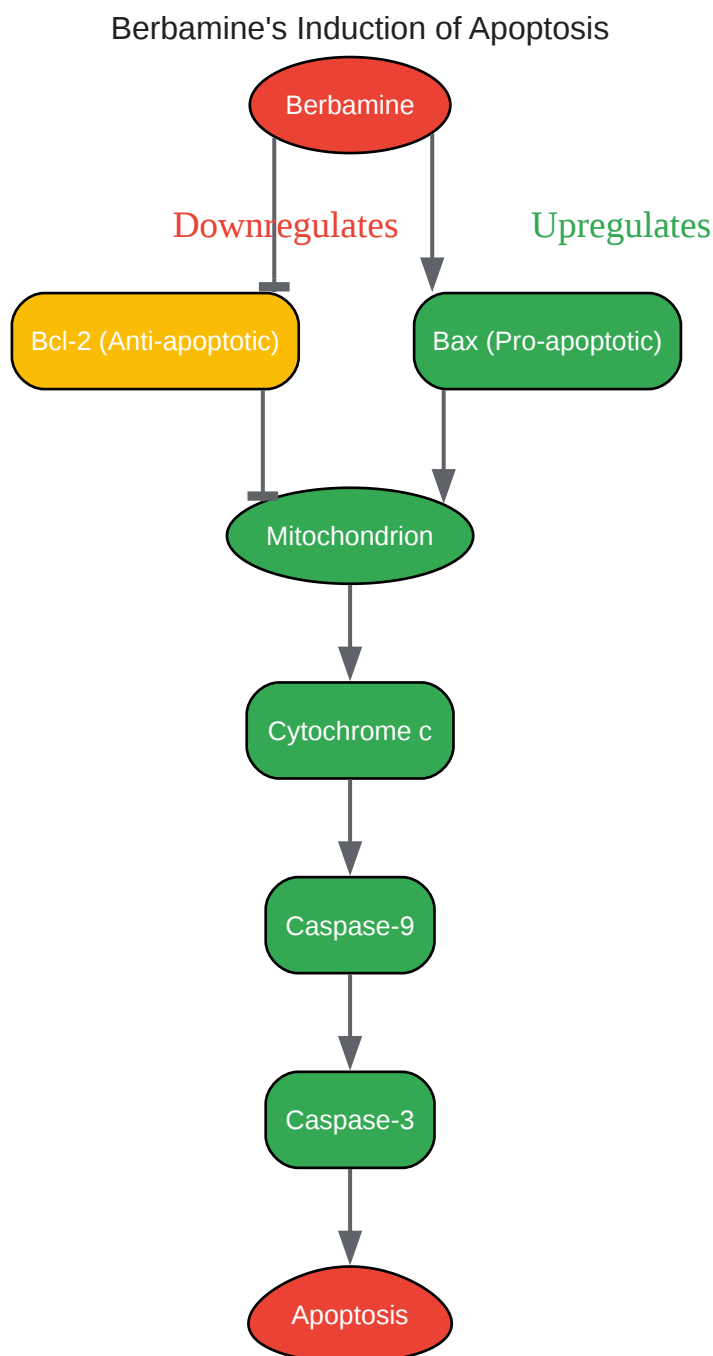 Berbamine's Induction of Apoptosis
Berbamine
Downregulates
Upregulates
Bcl-2 (Anti-apoptotic)
Bax (Pro-apoptotic)
Mitochondrion
Cytochrome c
Caspase-9
Caspase-3
Apoptosis